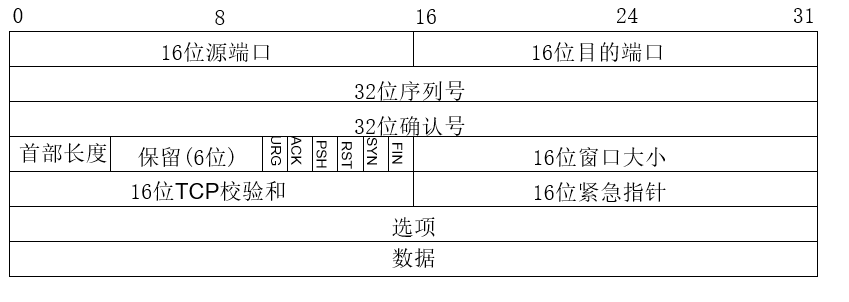 0 8 16 24 31
16位源端口 16位目的端口
32位序列号
32位确认号
首部长度 保留(6位) URG ACK PSH RST SYN FIN 16位窗口大小
16位TCP校验和 16位紧急指针
选项
数据